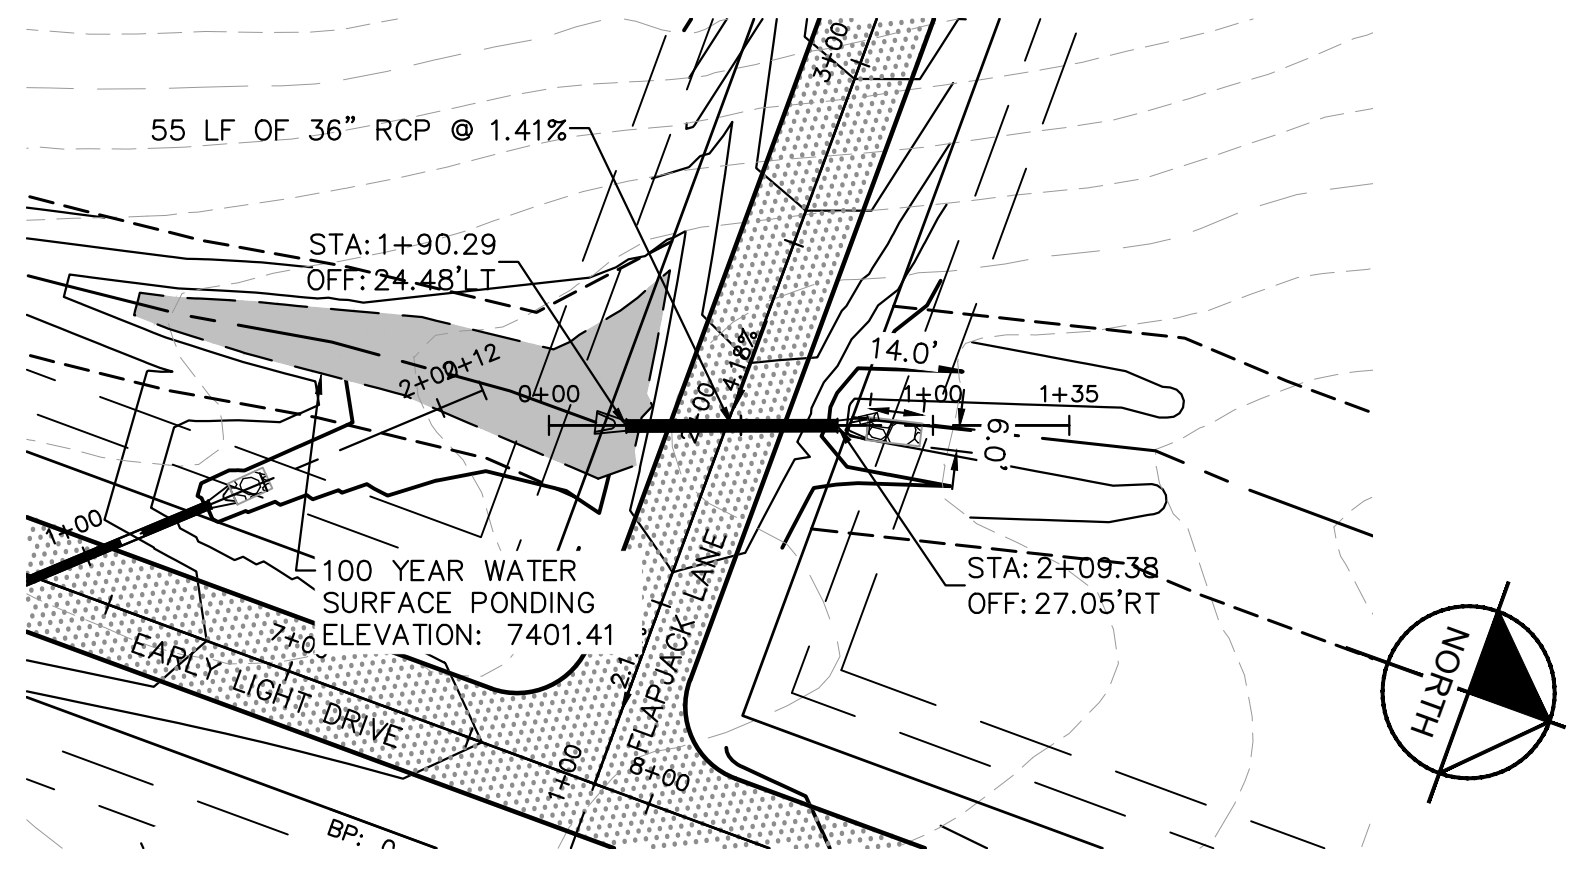 3+00
55 LF OF 36” RCP @ 1.41%
STA: 1+90.29
OFF: 24.48'LT
14.0'
4.18%
2+00
2+12
0+00
2+00
1+00
1+35
9.0'
1+00
100 YEAR WATER
SURFACE PONDING
ELEVATION: 7401.41
STA: 2+09.38
OFF: 27.05'RT
EARLY LIGHT DRIVE
FLAPJACK LANE
NORTH
1+00
8+00